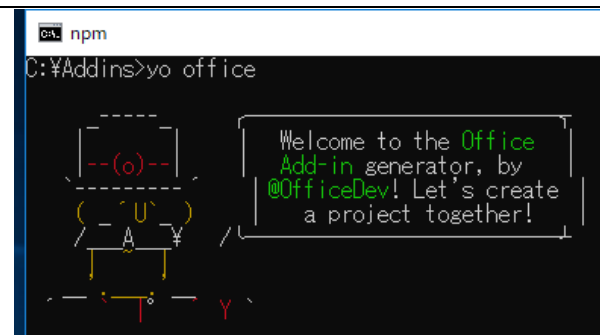 npm
C:¥Addins>yo office
Welcome to the Office
Add-in generator, by
@OfficeDev! Let's create
a project together!